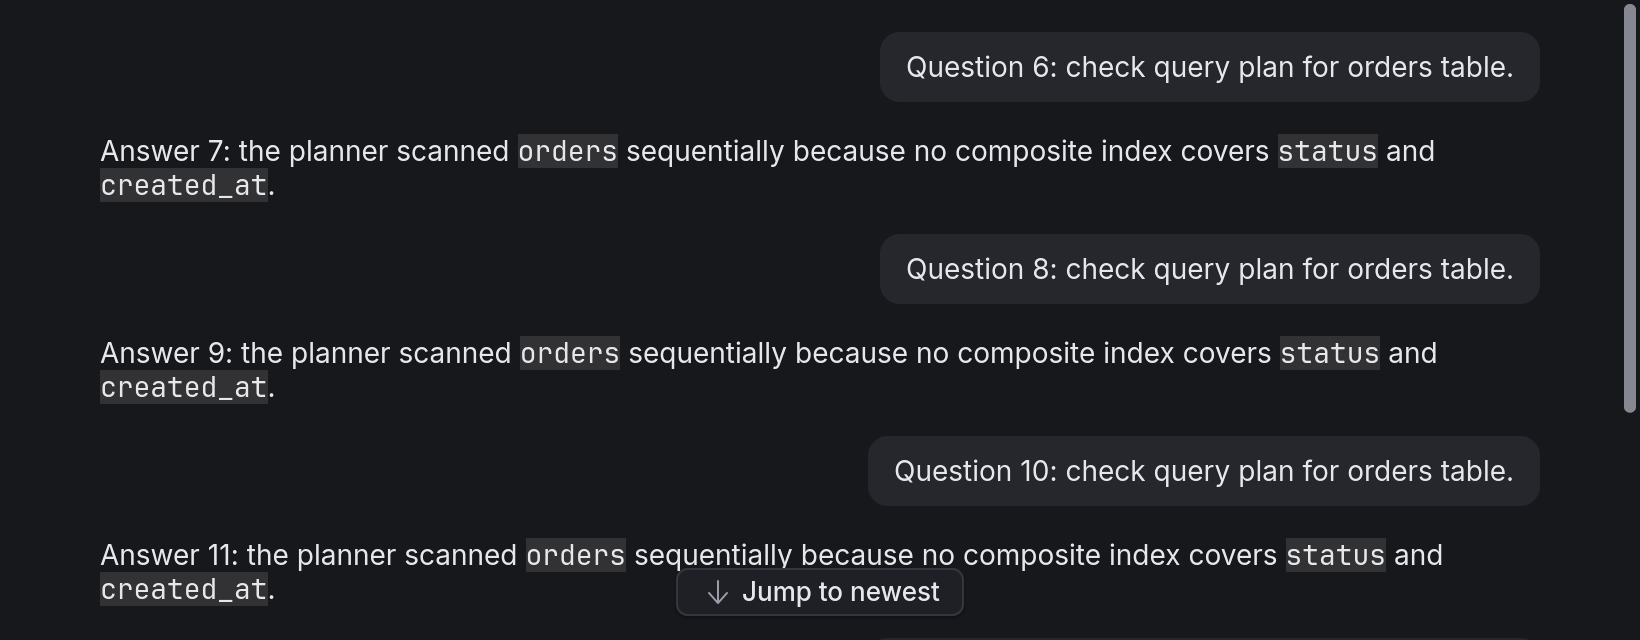 Question 6: check query plan for orders table.
Answer 7: the planner scanned orders sequentially because no composite index covers status and
created_at.
Question 8: check query plan for orders table.
Answer 9: the planner scanned orders sequentially because no composite index covers status and
created_at.
Question 10: check query plan for orders table.
Answer 11: the planner scanned orders sequentially because no composite index covers status and
created_at.
Jump to newest